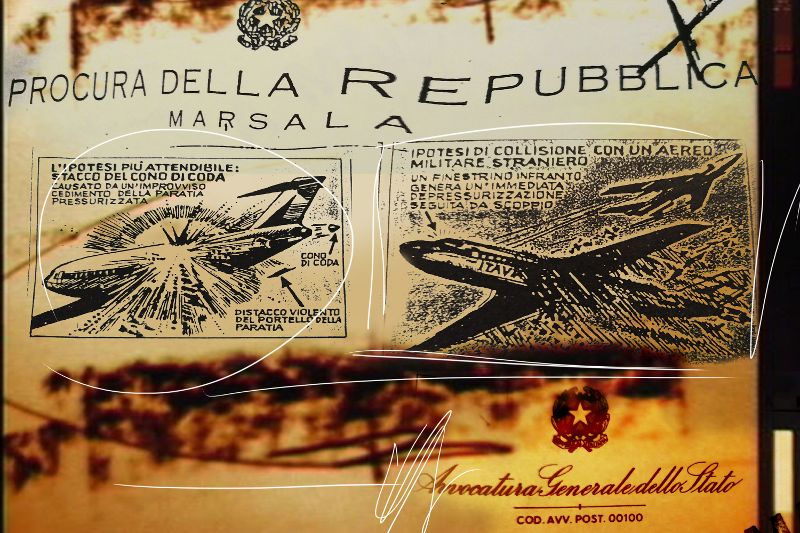 PROCURA DELLA REPUBBLICA
MARSALA
L'IPOTESI PIÙ ATTENDIBILE:
STACCO DEL CONO DI CODA
CAUSATO DA UN'IMPROVVISO
CEDIMENTO DELLA PARATIA
PRESSURIZZATA
CONO
DI CODA
DISTACCO VIOLENTO
DEL PORTELLO DELLA
PARATIA
IPOTESI DI COLLISIONE CON UN AEREO
MILITARE STRANIERO
UN FINESTRINO INFRANTO
GENERA UN'IMMEDIATA
DEPRESSURIZZAZIONE
SEGUITA DA SCOPPIO
ITAVIA
Avvocatura Generale dello Stato
COD. AVV. POST. 00100